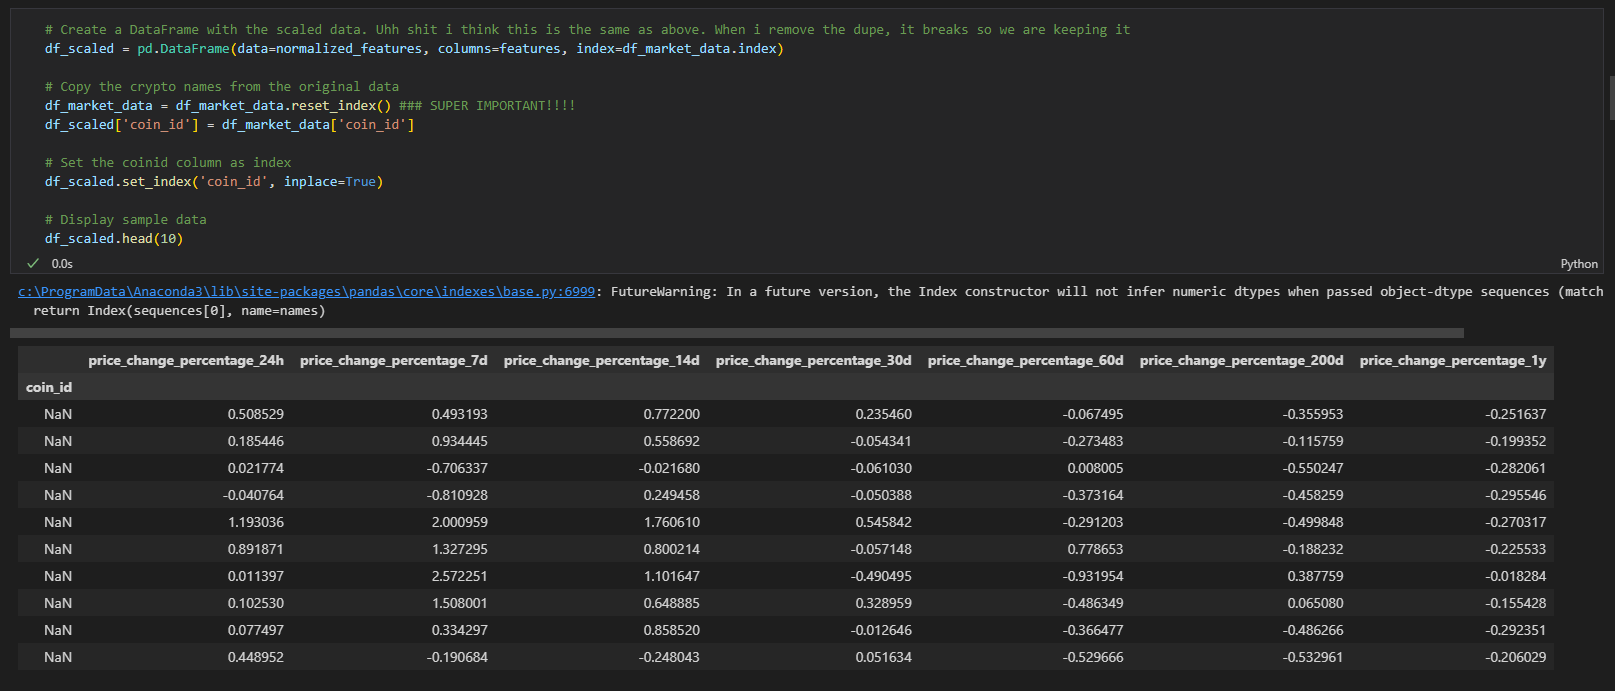 # Create a DataFrame with the scaled data. Uhh shit i think this is the same as above. When i remove the dupe, it breaks so we are keeping it
df_scaled = pd.DataFrame(data=normalized_features, columns=features, index=df_market_data.index)
# Copy the crypto names from the original data
df_market_data = df_market_data.reset_index() ### SUPER IMPORTANT!!!!
df_scaled['coin_id'] = df_market_data['coin_id']
# Set the coinid column as index
df_scaled.set_index('coin_id', inplace=True)
# Display sample data
df_scaled.head(10)
0.0s
Python
c:\ProgramData\Anaconda3\lib\site-packages\pandas\core\indexes\base.py:6999: FutureWarning: In a future version, the Index constructor will not infer numeric dtypes when passed object-dtype sequences (match
return Index(sequences[0], name=names)
price_change_percentage_24h price_change_percentage_7d price_change_percentage_14d price_change_percentage_30d price_change_percentage_60d price_change_percentage_200d price_change_percentage_1y
coin_id
NaN 0.508529 0.493193 0.772200 0.235460 -0.067495 -0.355953 -0.251637
NaN 0.185446 0.934445 0.558692 -0.054341 -0.273483 -0.115759 -0.199352
NaN 0.021774 -0.706337 -0.021680 -0.061030 0.008005 -0.550247 -0.282061
NaN -0.040764 -0.810928 0.249458 -0.050388 -0.373164 -0.458259 -0.295546
NaN 1.193036 2.000959 1.760610 0.545842 -0.291203 -0.499848 -0.270317
NaN 0.891871 1.327295 0.800214 -0.057148 0.778653 -0.188232 -0.225533
NaN 0.011397 2.572251 1.101647 -0.490495 -0.931954 0.387759 -0.018284
NaN 0.102530 1.508001 0.648885 0.328959 -0.486349 0.065080 -0.155428
NaN 0.077497 0.334297 0.858520 -0.012646 -0.366477 -0.486266 -0.292351
NaN 0.448952 -0.190684 -0.248043 0.051634 -0.529666 -0.532961 -0.206029